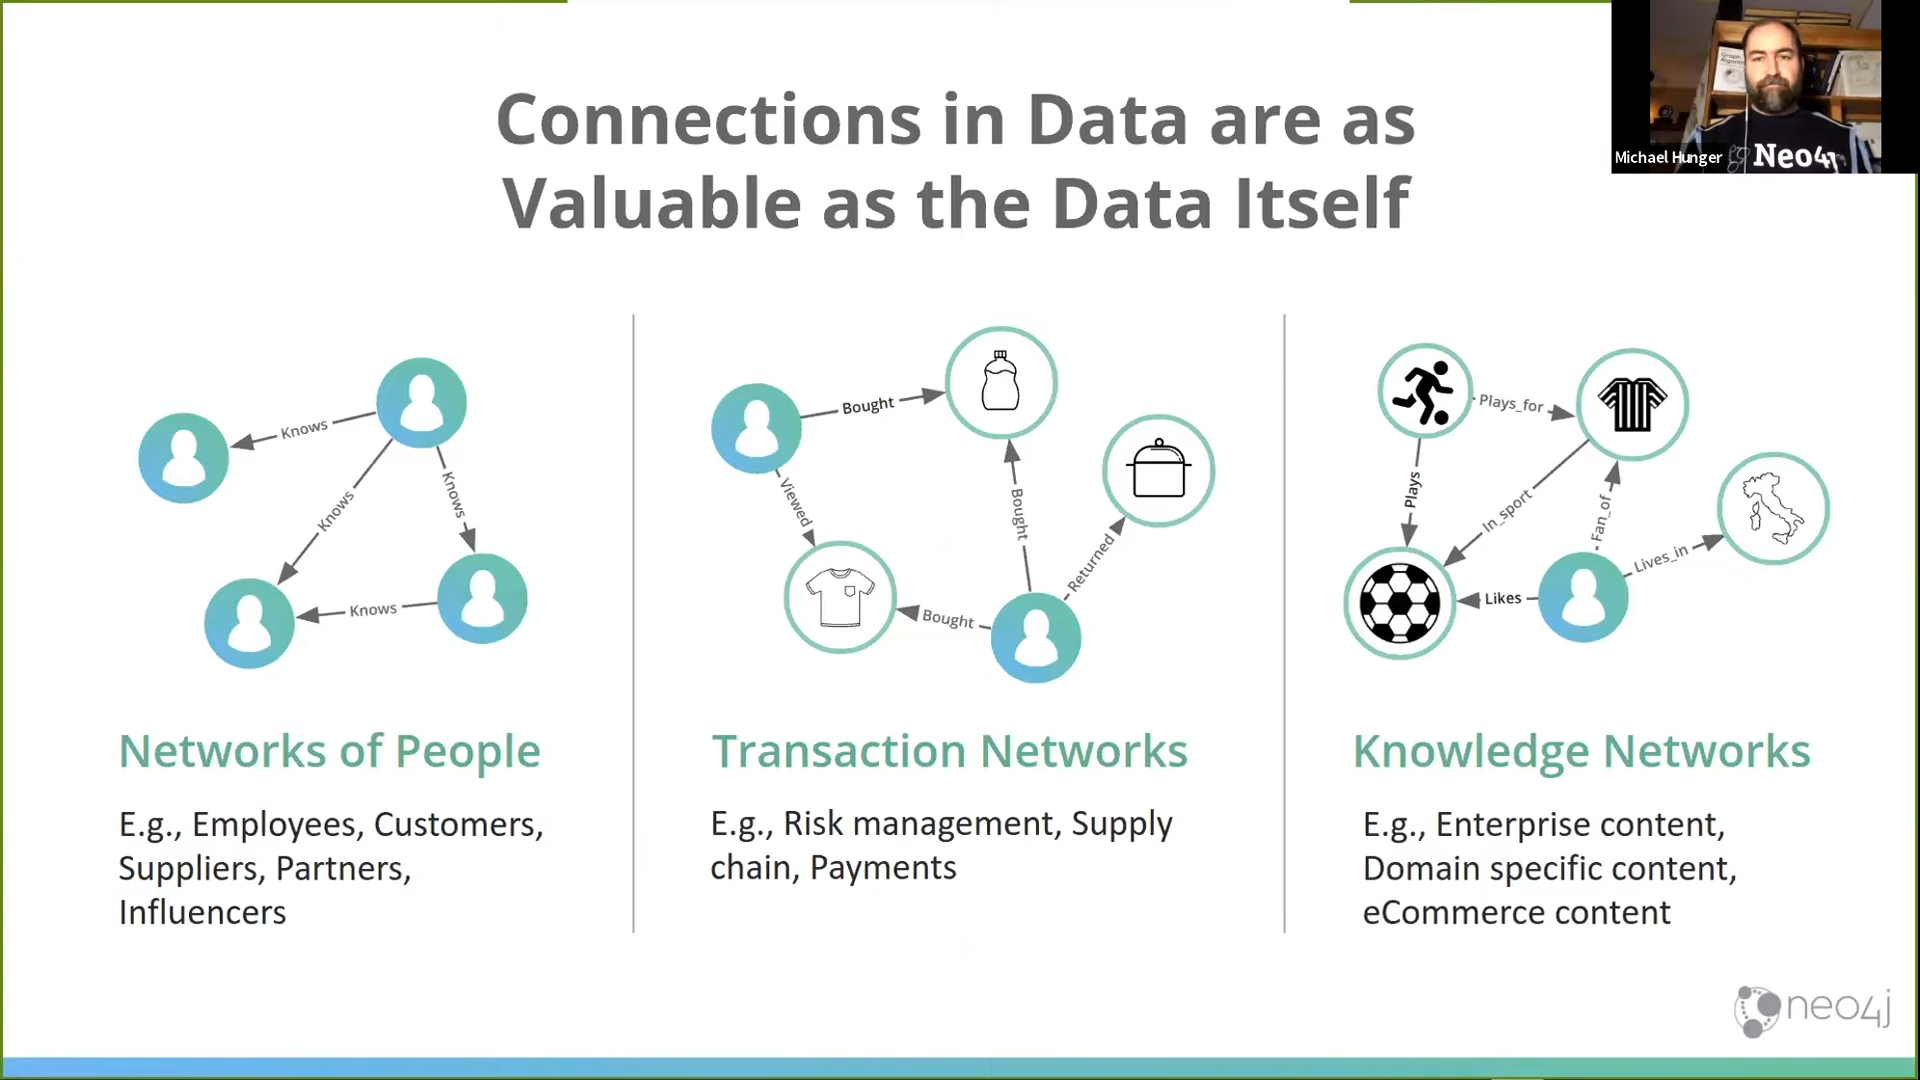 Connections in Data are as
Valuable as the Data Itself
Michael Hunger
Neo4j
Knows
Knows
Knows
Knows
Networks of People
E.g., Employees, Customers,
Suppliers, Partners,
Influencers
Bought
Viewed
Bought
Returned
Bought
Transaction Networks
E.g., Risk management, Supply
chain, Payments
Plays_for
Plays
In_sport
Fan_of
Lives_in
Likes
Knowledge Networks
E.g., Enterprise content,
Domain specific content,
eCommerce content
neo4j